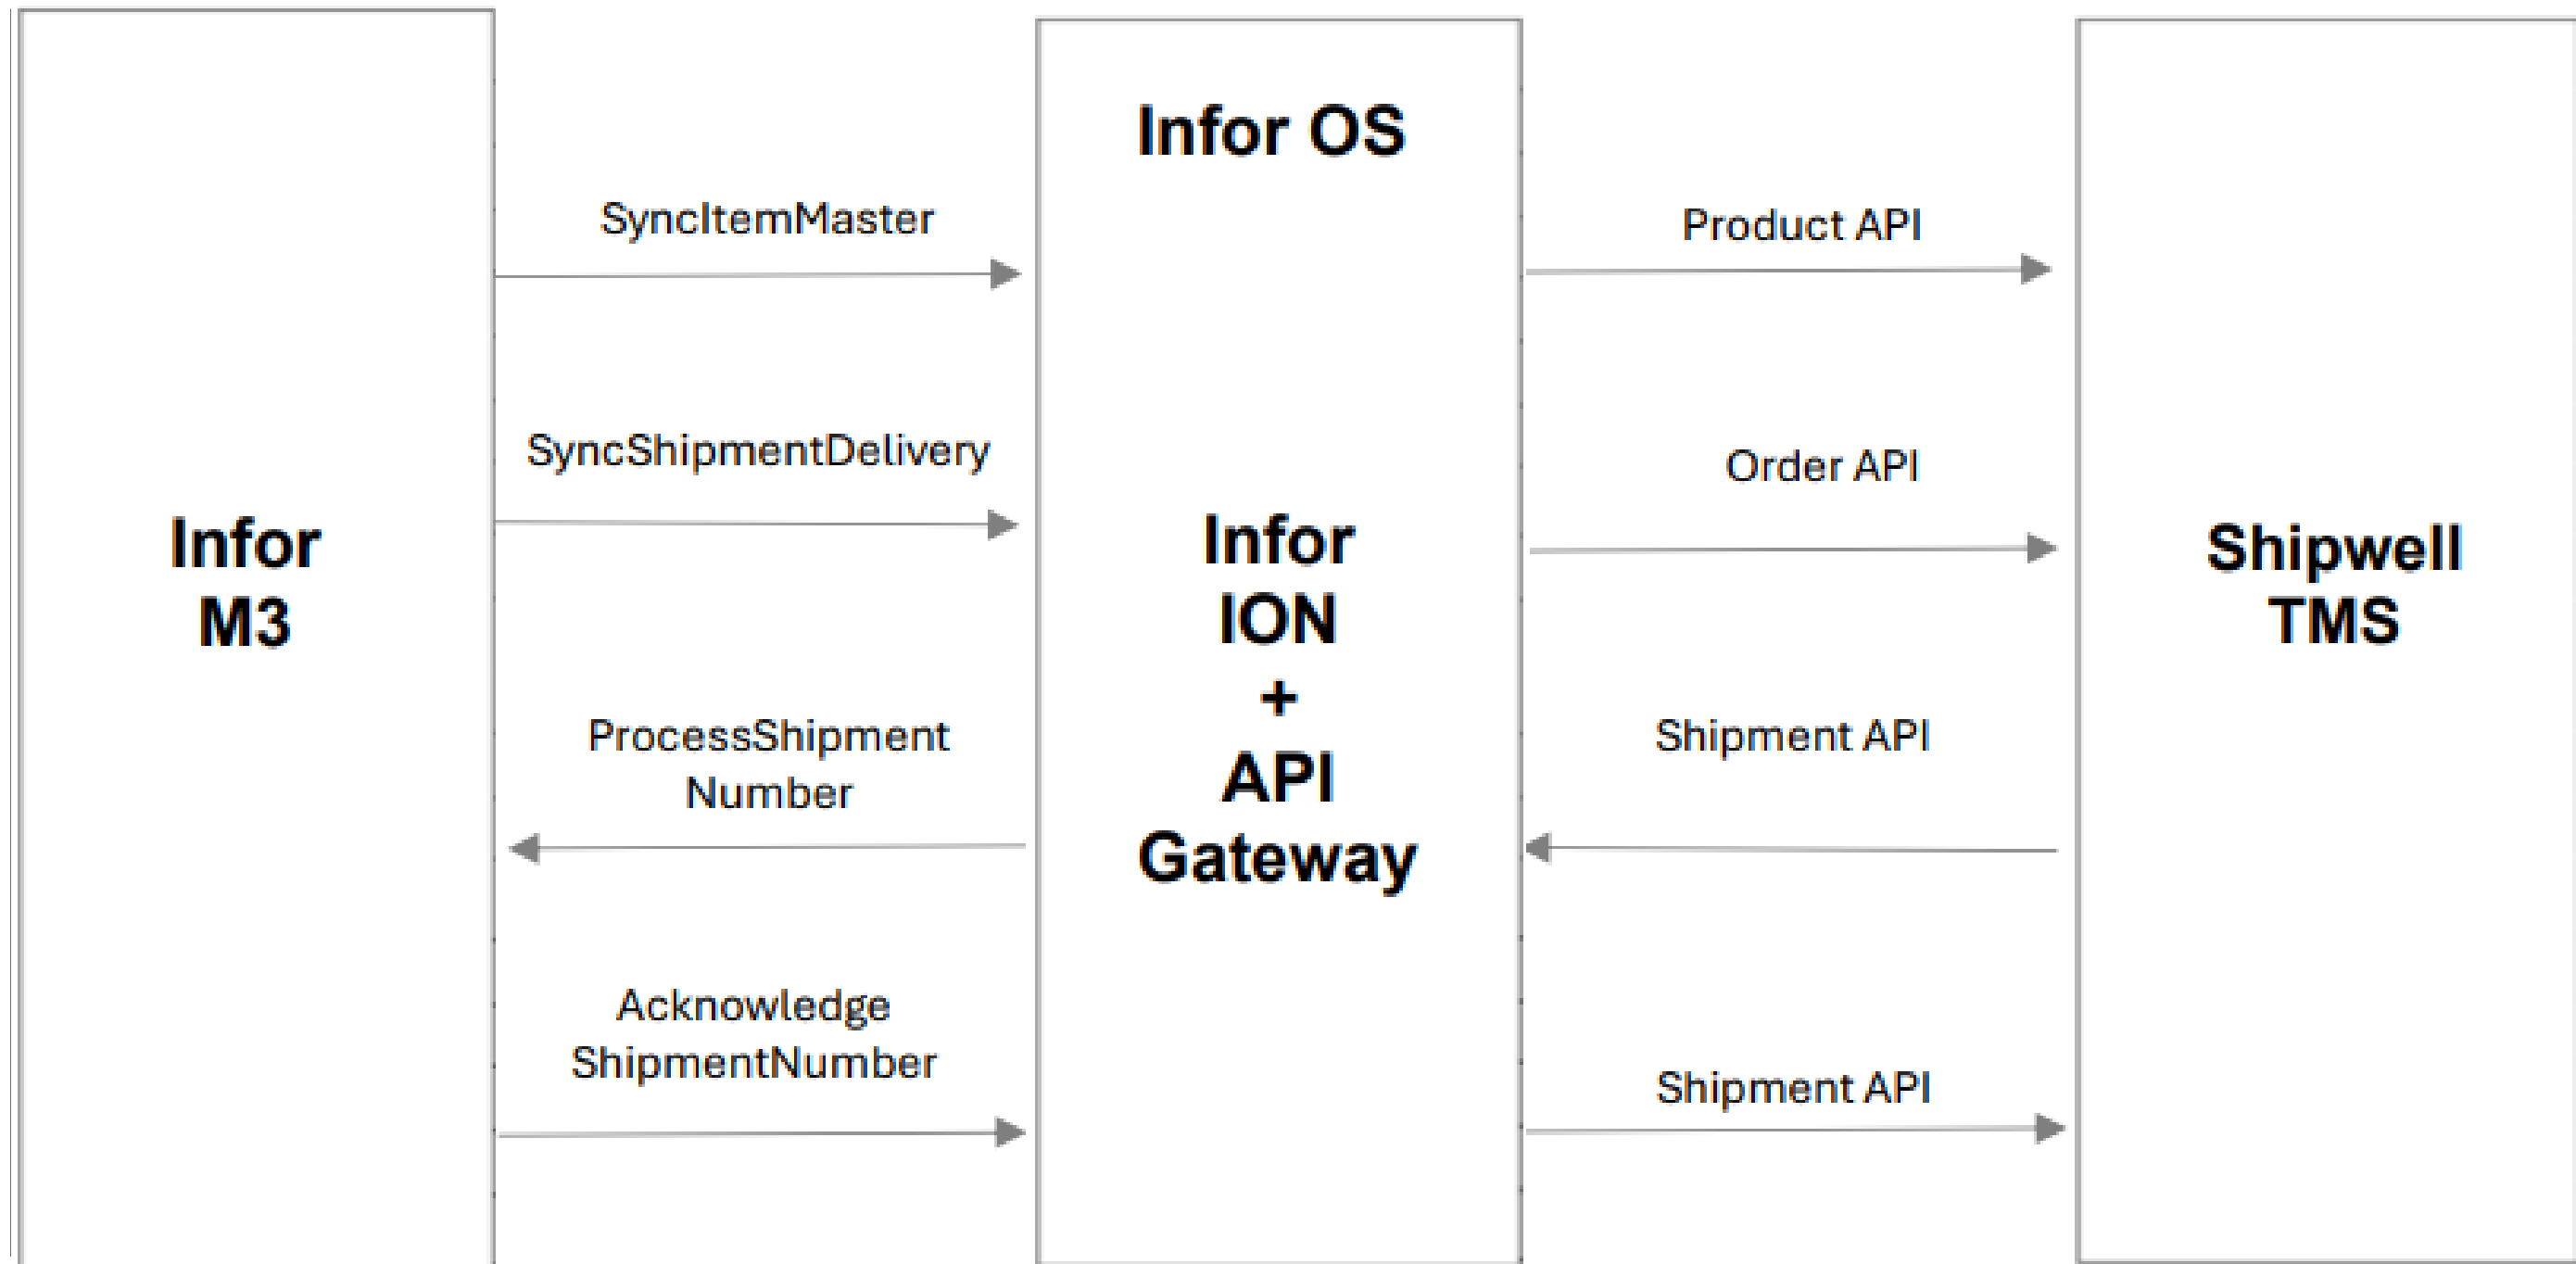 Infor
M3
SyncItemMaster
SyncShipmentDelivery
ProcessShipment
Number
Acknowledge
ShipmentNumber
Infor OS
Infor
ION
+
API
Gateway
Product API
Order API
Shipment API
Shipment API
Shipwell
TMS